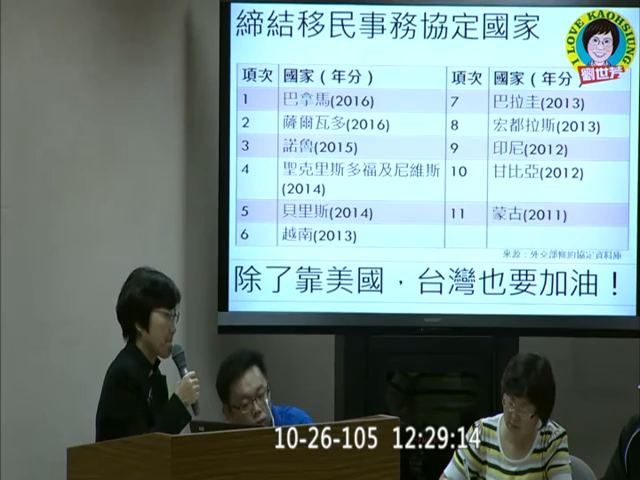 締結移民事務協定國家
LOVE KAOHSIUNG
劉世芳
項次 國家(年分) 項次 國家(年分)
1 巴拿馬(2016) 7 巴拉圭(2013)
2 薩爾瓦多(2016) 8 宏都拉斯(2013)
3 諾魯(2015) 9 印尼(2012)
4 聖克里斯多福及尼維斯 10 甘比亞(2012)
(2014)
5 貝里斯(2014) 11 蒙古(2011)
6 越南(2013)
來源:外交部條約協定資料庫
除了靠美國，台灣也要加油！
10-26-105 12:29:14